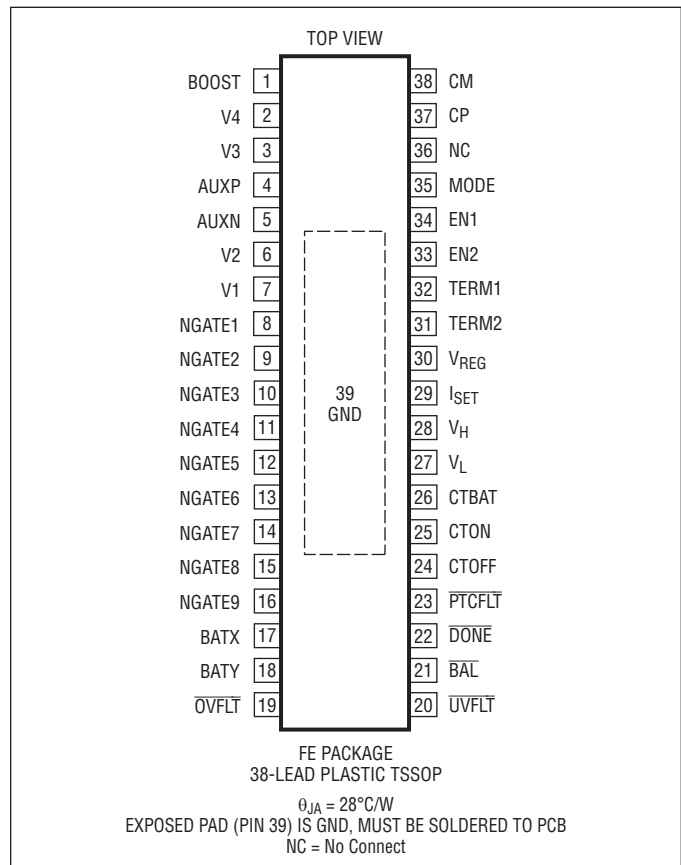 TOP VIEW
BOOST 1 38 CM
V4 2 37 CP
V3 3 36 NC
AUXP 4 35 MODE
AUXN 5 34 EN1
V2 6 33 EN2
V1 7 32 TERM1
NGATE1 8 31 TERM2
NGATE2 9 30 VREG
NGATE3 10 39 29 ISET
NGATE4 11 GND 28 VH
NGATE5 12 27 VL
NGATE6 13 26 CTBAT
NGATE7 14 25 CTON
NGATE8 15 24 CTOFF
NGATE9 16 23 PTCFLT
BATX 17 22 DONE
BATY 18 21 BAL
OVFLT 19 20 UVFLT
FE PACKAGE
38-LEAD PLASTIC TSSOP
θJA = 28°C/W
EXPOSED PAD (PIN 39) IS GND, MUST BE SOLDERED TO PCB
NC = No Connect